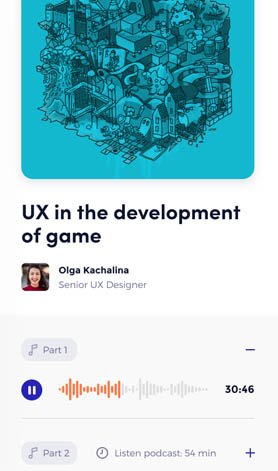 UX in the development
of game
Olga Kachalina
Senior UX Designer
Part 1
30:46
Part 2
Listen podcast: 54 min